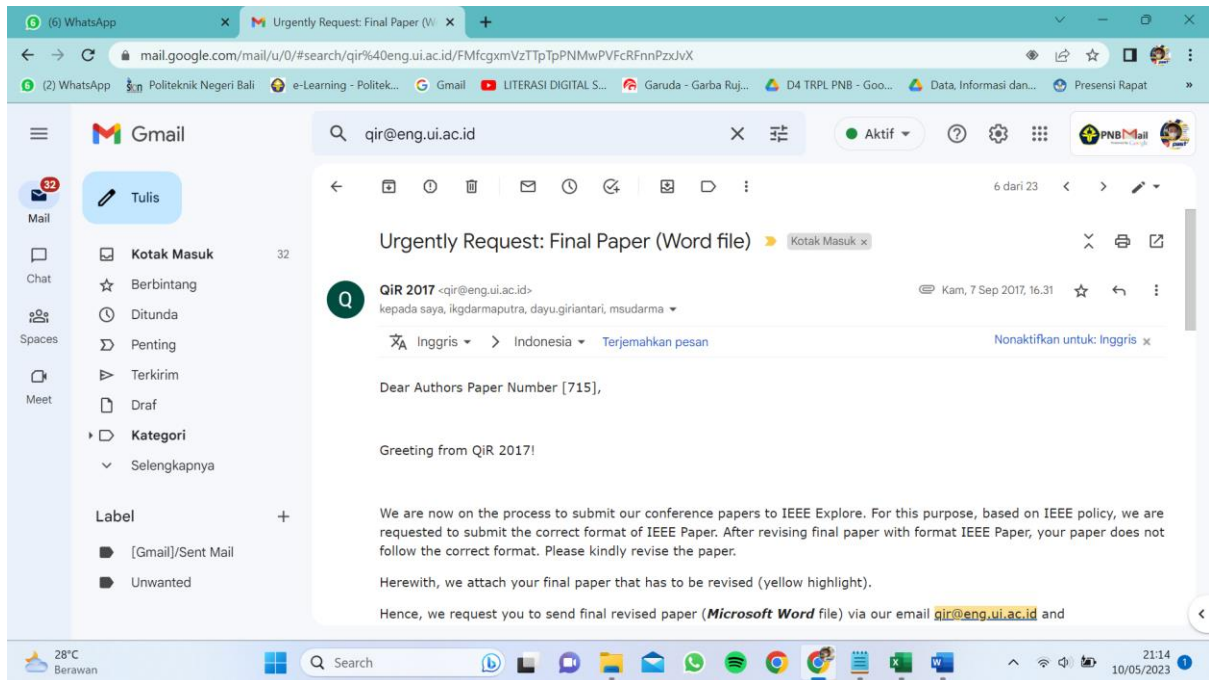 (6) WhatsApp
Urgently Request: Final Paper (W
mail.google.com/mail/u/0/#search/qir%40eng.ui.ac.id/FMfcgxmVzTTpTpPNMwPVFcRFnnPzxJvX
(2) WhatsApp
Politeknik Negeri Bali
e-Learning - Politek...
Gmail
LITERASI DIGITAL S...
Garuda - Garba Ruj...
D4 TRPL PNB - Goo...
Data, Informasi dan...
Presensi Rapat
»
Gmail
qir@eng.ui.ac.id
Aktif
PNBMail
32
Mail
Chat
Spaces
Meet
Tulis
Kotak Masuk 32
Berbintang
Ditunda
Penting
Terkirim
Draf
Kategori
Selengkapnya
Label +
[Gmail]/Sent Mail
Unwanted
6 dari 23
Urgently Request: Final Paper (Word file)
Kotak Masuk x
Q
QiR 2017 <qir@eng.ui.ac.id>
Kam, 7 Sep 2017, 16.31
kepada saya, ikgdarmaputra, dayu.giriantari, msudarma
Inggris > Indonesia Terjemahkan pesan
Nonaktifkan untuk: Inggris x
Dear Authors Paper Number [715],
Greeting from QiR 2017!
We are now on the process to submit our conference papers to IEEE Explore. For this purpose, based on IEEE policy, we are
requested to submit the correct format of IEEE Paper. After revising final paper with format IEEE Paper, your paper does not
follow the correct format. Please kindly revise the paper.
Herewith, we attach your final paper that has to be revised (yellow highlight).
Hence, we request you to send final revised paper (Microsoft Word file) via our email qir@eng.ui.ac.id and
28°C
Berawan
Search
21:14
10/05/2023
1